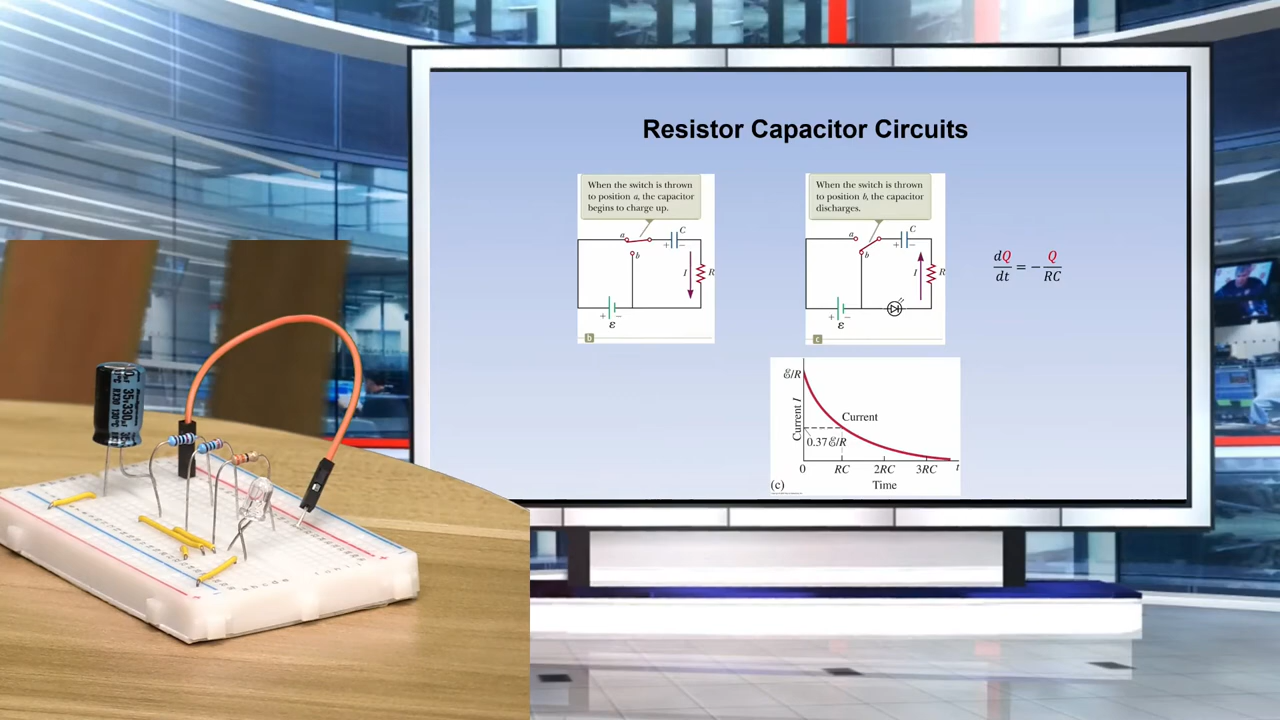 Resistor Capacitor Circuits
When the switch is thrown
to position a, the capacitor
begins to charge up.
a
b
C
+
−
I
R
+
−
ε
b
When the switch is thrown
to position b, the capacitor
discharges.
a
b
C
+
−
I
R
+
−
ε
c
dQ/dt = −Q/RC
ℰ/R
Current I
Current
0.37ℰ/R
0 RC 2RC 3RC t
(c) Time
35v330µ
a b c d e